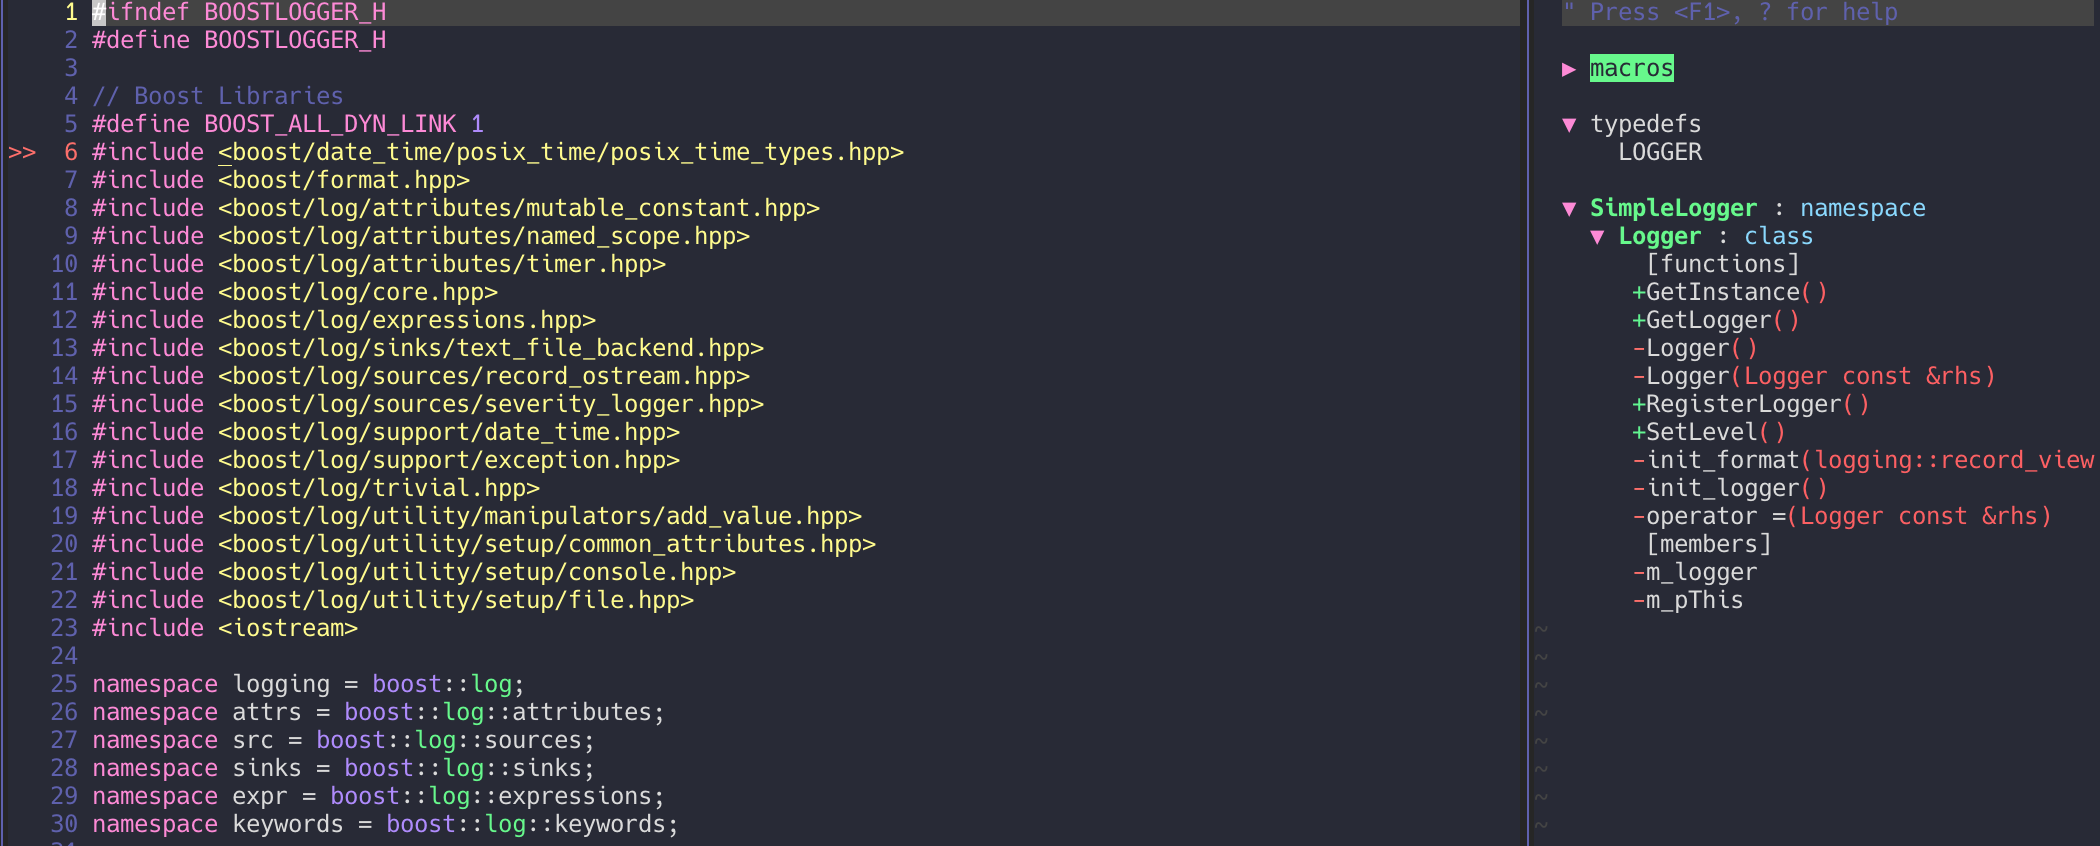 1 #ifndef BOOSTLOGGER_H
2 #define BOOSTLOGGER_H
3
4 // Boost Libraries
5 #define BOOST_ALL_DYN_LINK 1
>> 6 #include <boost/date_time/posix_time/posix_time_types.hpp>
7 #include <boost/format.hpp>
8 #include <boost/log/attributes/mutable_constant.hpp>
9 #include <boost/log/attributes/named_scope.hpp>
10 #include <boost/log/attributes/timer.hpp>
11 #include <boost/log/core.hpp>
12 #include <boost/log/expressions.hpp>
13 #include <boost/log/sinks/text_file_backend.hpp>
14 #include <boost/log/sources/record_ostream.hpp>
15 #include <boost/log/sources/severity_logger.hpp>
16 #include <boost/log/support/date_time.hpp>
17 #include <boost/log/support/exception.hpp>
18 #include <boost/log/trivial.hpp>
19 #include <boost/log/utility/manipulators/add_value.hpp>
20 #include <boost/log/utility/setup/common_attributes.hpp>
21 #include <boost/log/utility/setup/console.hpp>
22 #include <boost/log/utility/setup/file.hpp>
23 #include <iostream>
24
25 namespace logging = boost::log;
26 namespace attrs = boost::log::attributes;
27 namespace src = boost::log::sources;
28 namespace sinks = boost::log::sinks;
29 namespace expr = boost::log::expressions;
30 namespace keywords = boost::log::keywords;
" Press <F1>, ? for help
▶ macros
▼ typedefs
LOGGER
▼ SimpleLogger : namespace
▼ Logger : class
[functions]
+GetInstance()
+GetLogger()
-Logger()
-Logger(Logger const &rhs)
+RegisterLogger()
+SetLevel()
-init_format(logging::record_view
-init_logger()
-operator =(Logger const &rhs)
[members]
-m_logger
-m_pThis
~
~
~
~
~
~
~
~